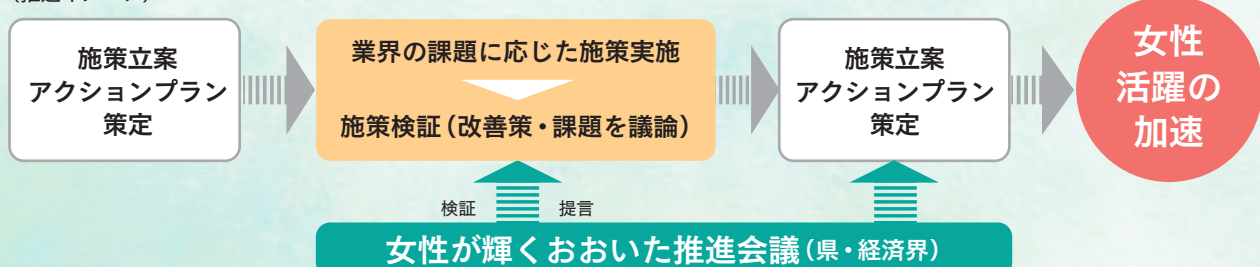 施策立案
アクションプラン
策定
業界の課題に応じた施策実施
施策検証（改善策・課題を議論）
施策立案
アクションプラン
策定
女性
活躍の
加速
検証
提言
女性が輝くおおいた推進会議（県・経済界）